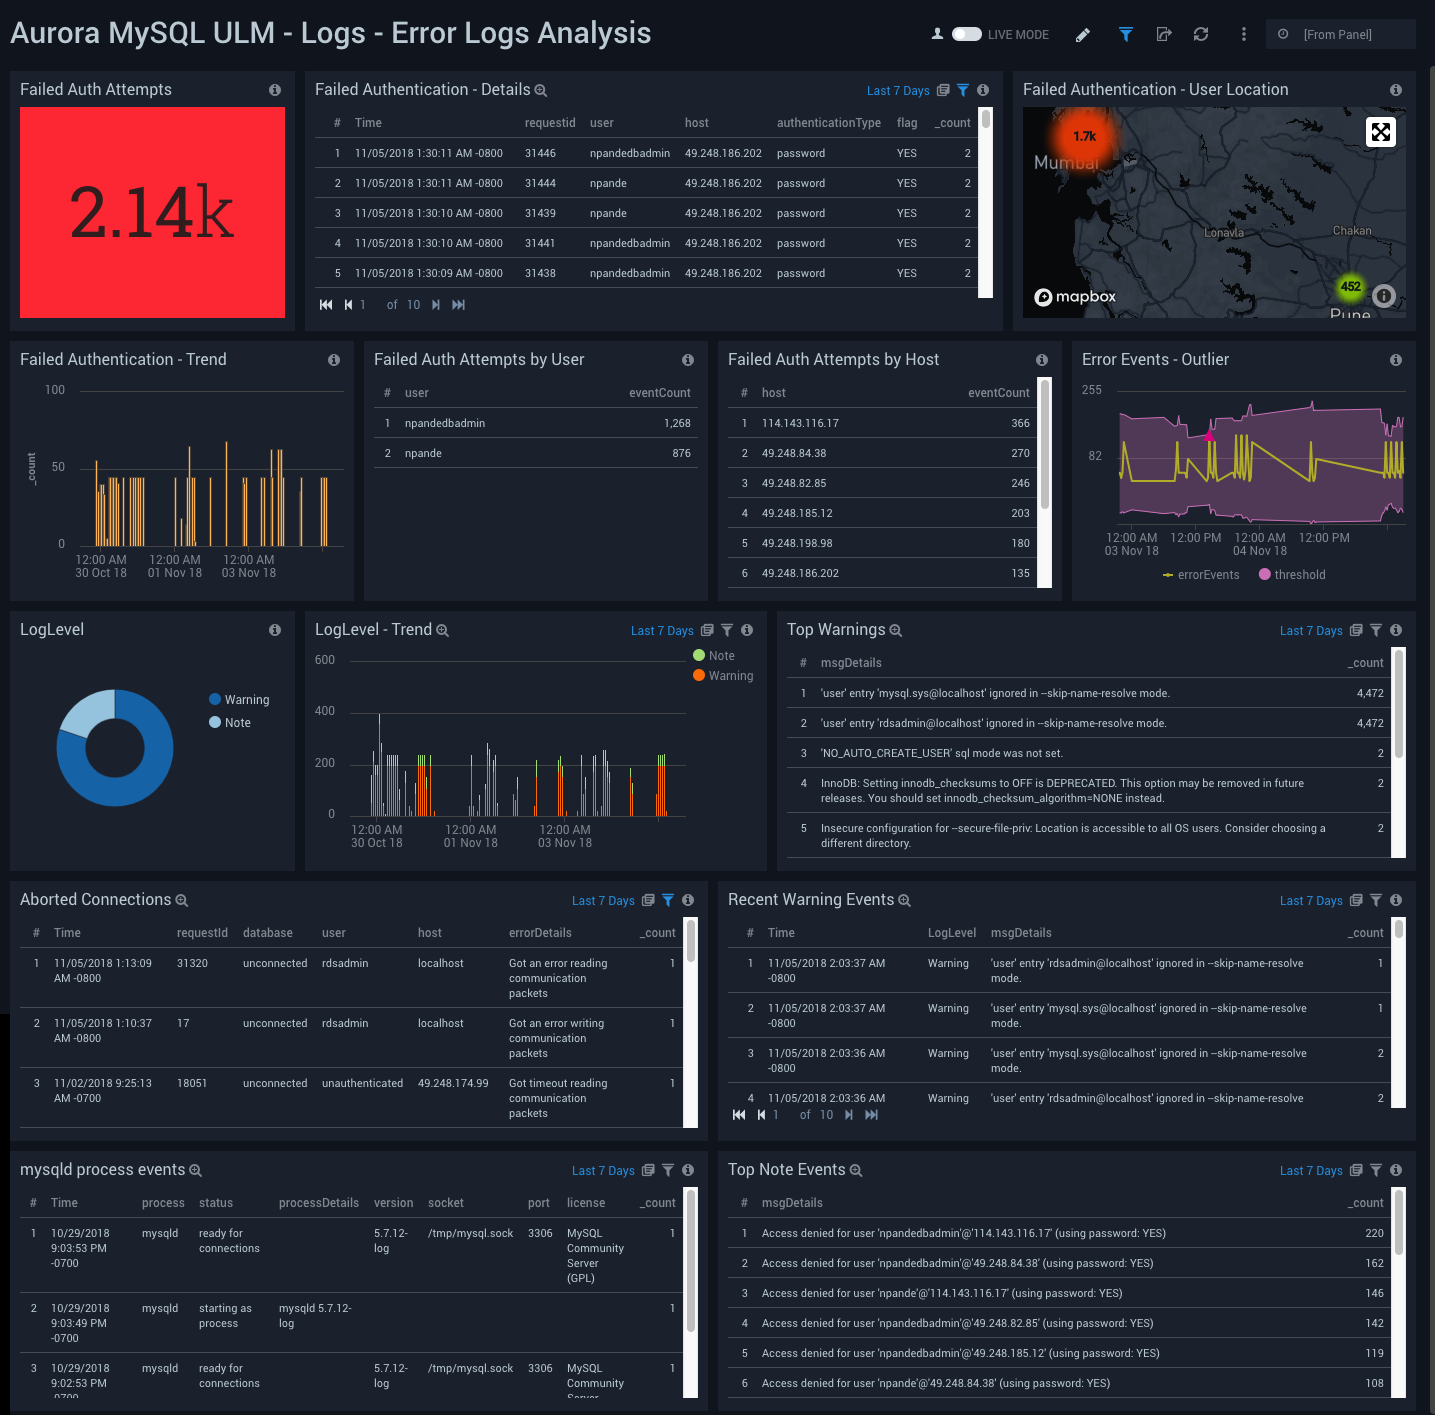 Aurora MySQL ULM - Logs - Error Logs Analysis
LIVE MODE
[From Panel]
Failed Auth Attempts
2.14k
Failed Authentication - Details
Last 7 Days
# Time requestid user host authenticationType flag _count
1 11/05/2018 1:30:11 AM -0800 31446 npandedbadmin 49.248.186.202 password YES 2
2 11/05/2018 1:30:11 AM -0800 31444 npande 49.248.186.202 password YES 2
3 11/05/2018 1:30:10 AM -0800 31439 npande 49.248.186.202 password YES 2
4 11/05/2018 1:30:10 AM -0800 31441 npandedbadmin 49.248.186.202 password YES 2
5 11/05/2018 1:30:09 AM -0800 31438 npandedbadmin 49.248.186.202 password YES 2
1 of 10
Failed Authentication - User Location
1.7k
Mumbai
Lonavla
Chakan
452
mapbox
Pune
Failed Authentication - Trend
100
50
0
_count
12:00 AM 12:00 AM 12:00 AM
30 Oct 18 01 Nov 18 03 Nov 18
Failed Auth Attempts by User
# user eventCount
1 npandedbadmin 1,268
2 npande 876
Failed Auth Attempts by Host
# host eventCount
1 114.143.116.17 366
2 49.248.84.38 270
3 49.248.82.85 246
4 49.248.185.12 203
5 49.248.198.98 180
6 49.248.186.202 135
Error Events - Outlier
255
82
12:00 AM 12:00 PM 12:00 AM 12:00 PM
03 Nov 18 04 Nov 18
errorEvents threshold
LogLevel
Warning
Note
LogLevel - Trend
Last 7 Days
Note
Warning
600
400
200
0
12:00 AM 12:00 AM 12:00 AM
30 Oct 18 01 Nov 18 03 Nov 18
Top Warnings
Last 7 Days
# msgDetails _count
1 'user' entry 'mysql.sys@localhost' ignored in --skip-name-resolve mode. 4,472
2 'user' entry 'rdsadmin@localhost' ignored in --skip-name-resolve mode. 4,472
3 'NO_AUTO_CREATE_USER' sql mode was not set. 2
4 InnoDB: Setting innodb_checksums to OFF is DEPRECATED. This option may be removed in future 2
releases. You should set innodb_checksum_algorithm=NONE instead.
5 Insecure configuration for --secure-file-priv: Location is accessible to all OS users. Consider choosing a 2
different directory.
Aborted Connections
Last 7 Days
# Time requestId database user host errorDetails _count
1 11/05/2018 1:13:09 31320 unconnected rdsadmin localhost Got an error reading 1
AM -0800 communication
packets
2 11/05/2018 1:10:37 17 unconnected rdsadmin localhost Got an error writing 1
AM -0800 communication
packets
3 11/02/2018 9:25:13 18051 unconnected unauthenticated 49.248.174.99 Got timeout reading 1
AM -0700 communication
packets
Recent Warning Events
Last 7 Days
# Time LogLevel msgDetails _count
1 11/05/2018 2:03:37 AM Warning 'user' entry 'rdsadmin@localhost' ignored in --skip-name-resolve 1
-0800 mode.
2 11/05/2018 2:03:37 AM Warning 'user' entry 'mysql.sys@localhost' ignored in --skip-name-resolve 1
-0800 mode.
3 11/05/2018 2:03:36 AM Warning 'user' entry 'mysql.sys@localhost' ignored in --skip-name-resolve 2
-0800 mode.
4 11/05/2018 2:03:36 AM Warning 'user' entry 'rdsadmin@localhost' ignored in --skip-name-resolve 2
1 of 10
mysqld process events
Last 7 Days
# Time process status processDetails version socket port license _count
1 10/29/2018 mysqld ready for 5.7.12- /tmp/mysql.sock 3306 MySQL 1
9:03:53 PM connections log Community
-0700 Server
(GPL)
2 10/29/2018 mysqld starting as mysqld 5.7.12- 1
9:03:49 PM process log
-0700
3 10/29/2018 mysqld ready for 5.7.12- /tmp/mysql.sock 3306 MySQL 1
9:02:53 PM connections log Community
-0700 Server
Top Note Events
Last 7 Days
# msgDetails _count
1 Access denied for user 'npandedbadmin'@'114.143.116.17' (using password: YES) 220
2 Access denied for user 'npandedbadmin'@'49.248.84.38' (using password: YES) 162
3 Access denied for user 'npande'@'114.143.116.17' (using password: YES) 146
4 Access denied for user 'npandedbadmin'@'49.248.82.85' (using password: YES) 142
5 Access denied for user 'npandedbadmin'@'49.248.185.12' (using password: YES) 119
6 Access denied for user 'npande'@'49.248.84.38' (using password: YES) 108